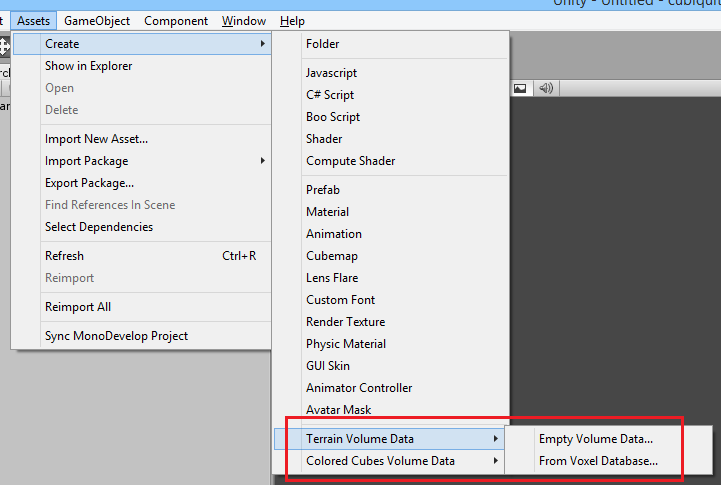 Unity - Untitled - cubiquit
t Assets GameObject Component Window Help
Create
Show in Explorer
Open
Delete
Import New Asset...
Import Package
Export Package...
Find References In Scene
Select Dependencies
Refresh Ctrl+R
Reimport
Reimport All
Sync MonoDevelop Project
Folder
Javascript
C# Script
Boo Script
Shader
Compute Shader
Prefab
Material
Animation
Cubemap
Lens Flare
Custom Font
Render Texture
Physic Material
GUI Skin
Animator Controller
Avatar Mask
Terrain Volume Data
Colored Cubes Volume Data
Empty Volume Data...
From Voxel Database...